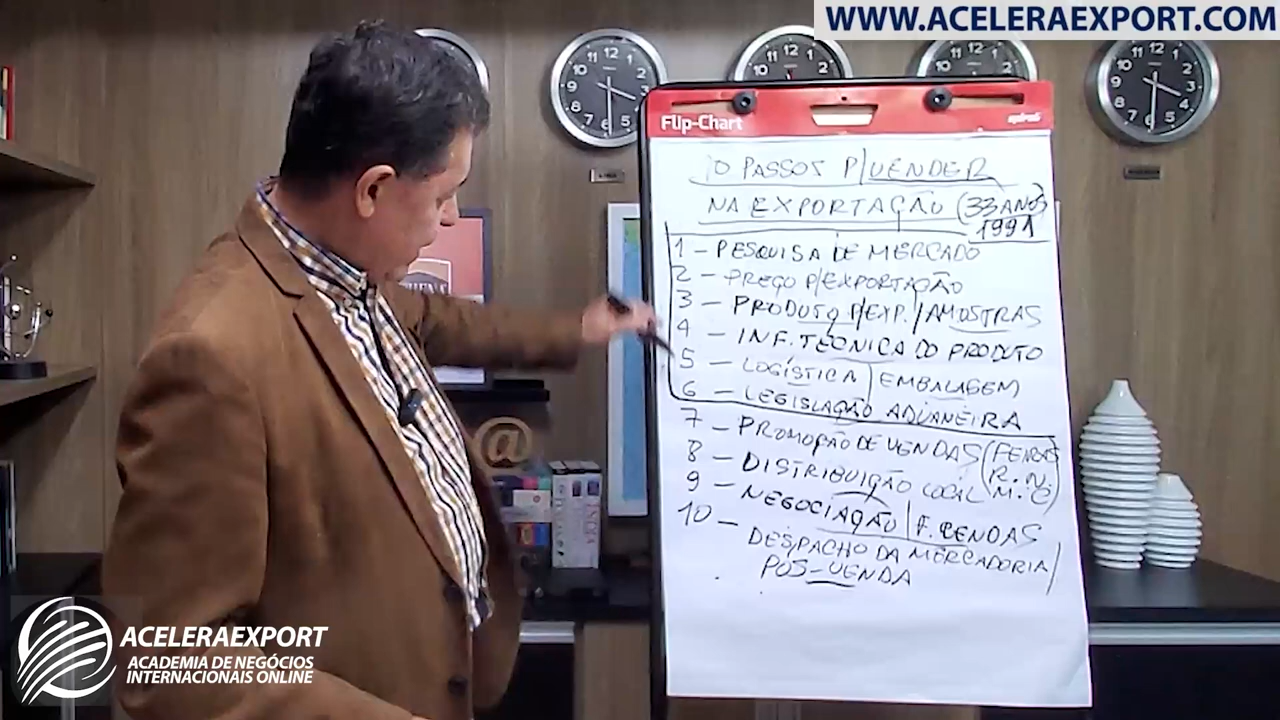 WWW.ACELERAEXPORT.COM
Flip-Chart
spiral
10 PASSOS P/ VENDER
NA EXPORTAÇÃO (33 ANOS)
1991
1 - PESQUISA DE MERCADO
2 - PREÇO P/EXPORTAÇÃO
3 - PRODUTO P/EXP. / AMOSTRAS
4 - INF. TÉCNICA DO PRODUTO
5 - LOGÍSTICA / EMBALAGEM
6 - LEGISLAÇÃO ADUANEIRA
7 - PROMOÇÃO DE VENDAS (FEIRAS
R.N.
8 - DISTRIBUIÇÃO LOCAL M.C)
9 - NEGOCIAÇÃO / F. VENDAS
10 - DESPACHO DA MERCADORIA /
PÓS-VENDA
ACELERAEXPORT
ACADEMIA DE NEGÓCIOS
INTERNACIONAIS ONLINE